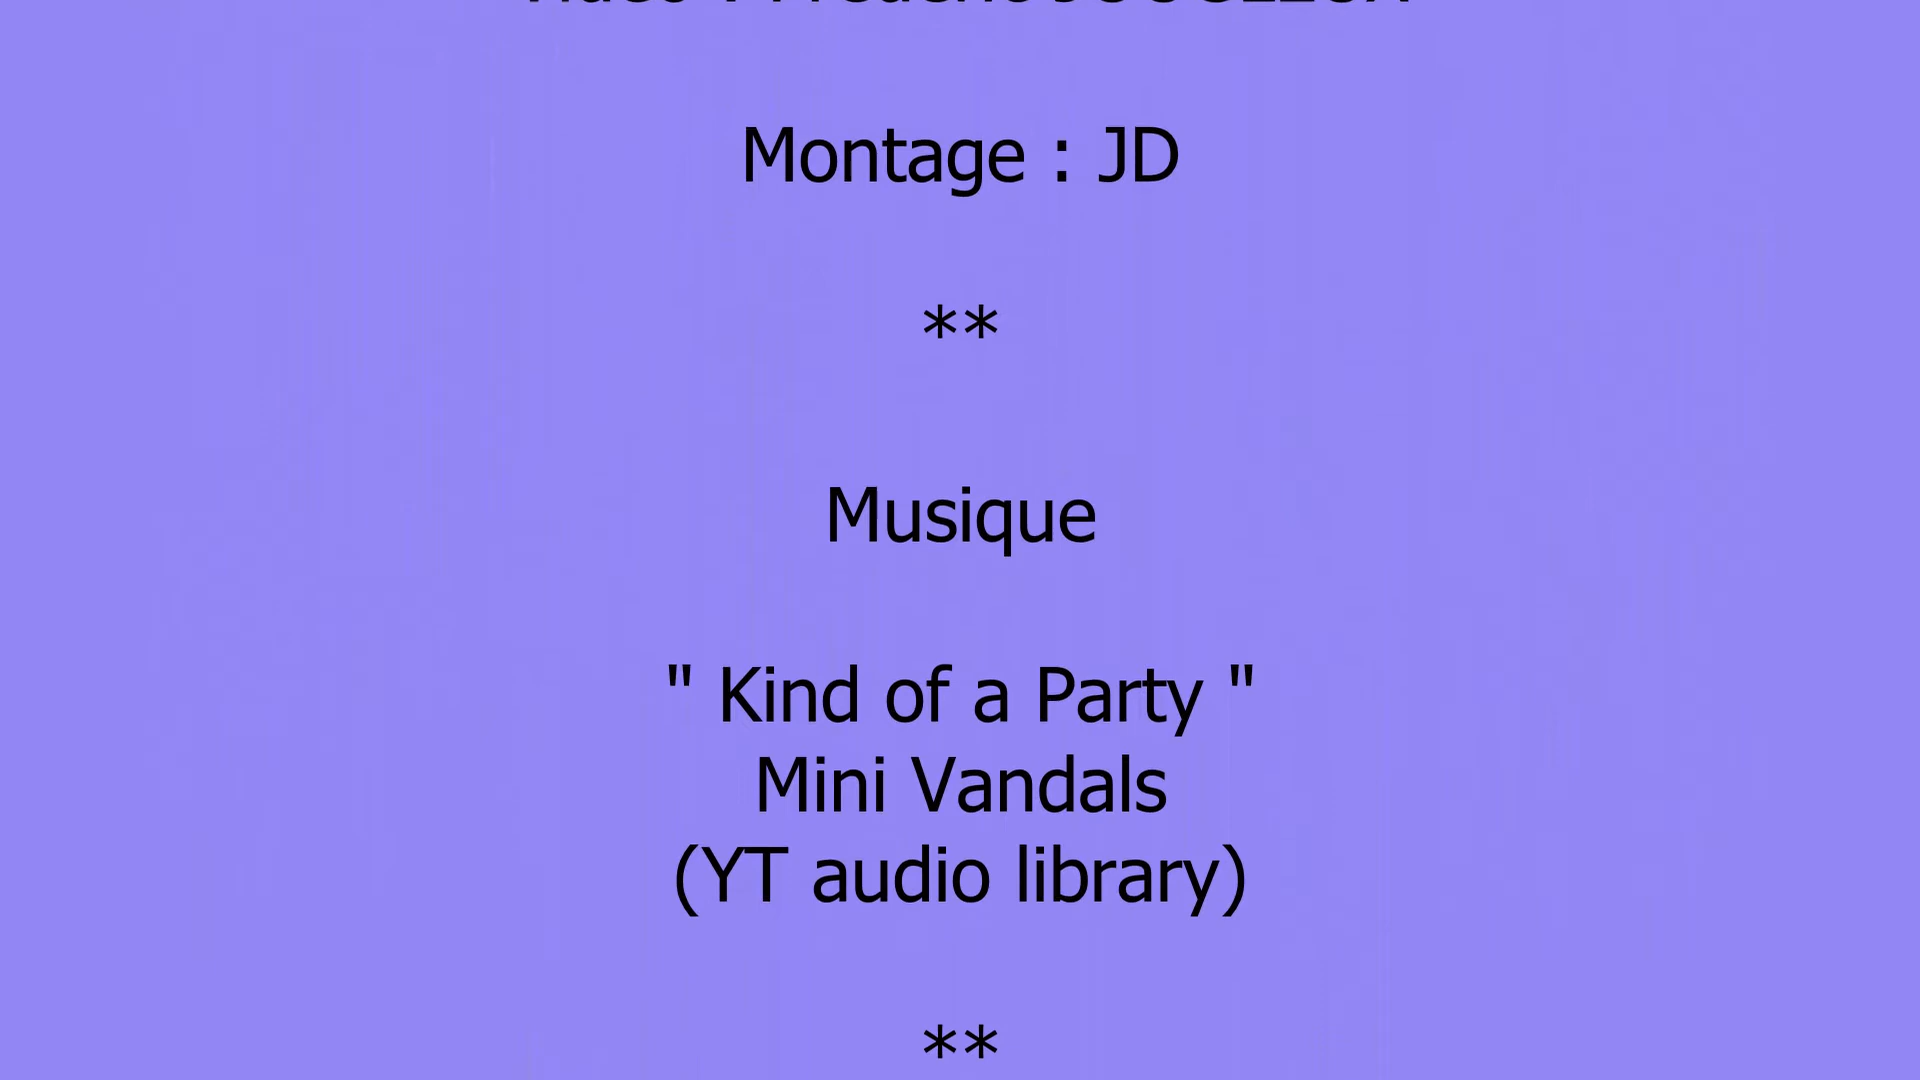 Montage : JD
**
Musique
" Kind of a Party "
Mini Vandals
(YT audio library)
**